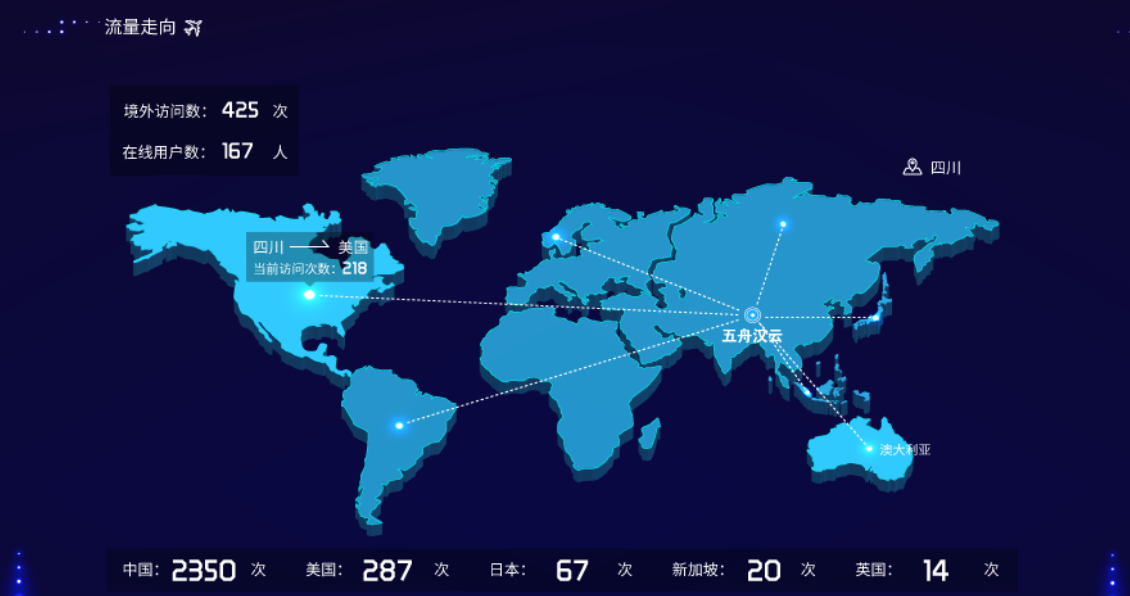 流量走向
境外访问数： 425 次
在线用户数： 167 人
四川
四川 美国
当前访问次数：218
五舟汉云
澳大利亚
中国： 2350 次 美国： 287 次 日本： 67 次 新加坡： 20 次 英国： 14 次